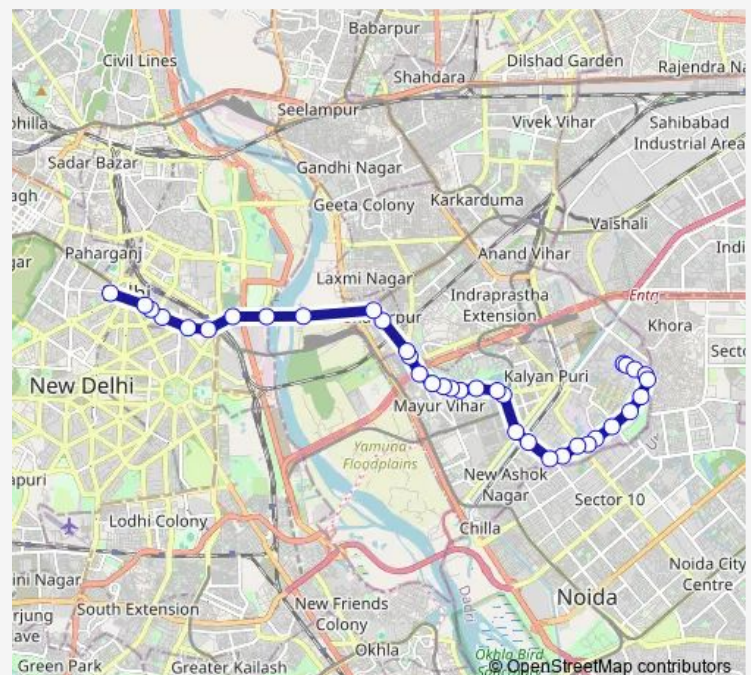 Babarpur
Civil Lines
Dilshad Garden
Shahdara
Seelampur
Vivek Vihar
Sahibabad
Industrial Area
Sadar Bazar
Gandhi Nagar
Geeta Colony
Karkarduma
Vaishali
Paharganj
Anand Vihar
Laxmi Nagar
Indraprastha
Extension
Khora
New Delhi
Kalyan Puri
Mayur Vihar
Yamuna
Floodplains
New Ashok
Nagar
Sector 10
Lodhi Colony
Chilla
Noida City
Centre
Dadri
Noida
South Extension
New Friends
Colony
Okhla
Okhla Bird
Green Park
Greater Kailash
© OpenStreetMap contributors